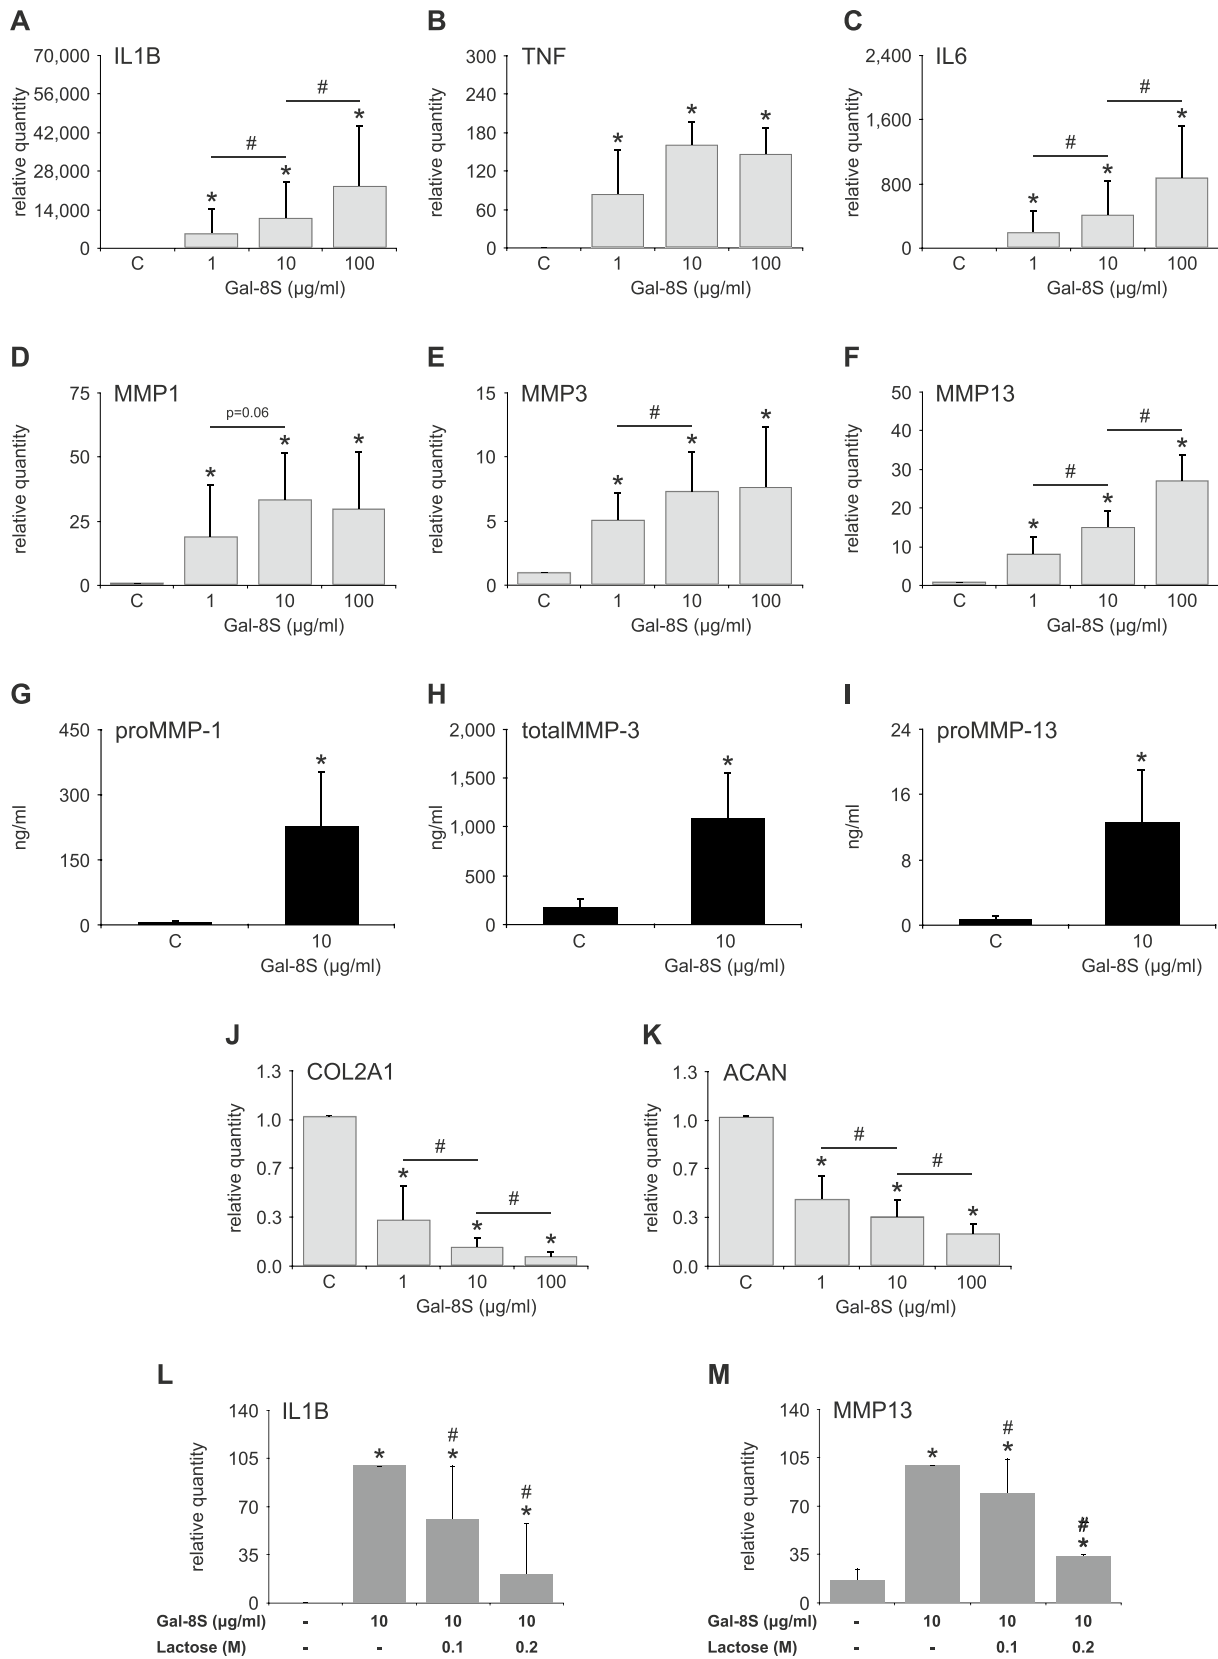 A
IL1B
relative quantity
70,000
56,000
42,000
28,000
14,000
0
#
#
*
*
*
C 1 10 100
Gal-8S (µg/ml)
B
TNF
relative quantity
300
240
180
120
60
0
*
*
*
C 1 10 100
Gal-8S (µg/ml)
C
IL6
relative quantity
2,400
1,600
800
0
#
#
*
*
*
C 1 10 100
Gal-8S (µg/ml)
D
MMP1
relative quantity
75
50
25
0
p=0.06
*
*
*
C 1 10 100
Gal-8S (µg/ml)
E
MMP3
relative quantity
15
10
5
0
#
*
*
*
C 1 10 100
Gal-8S (µg/ml)
F
MMP13
relative quantity
50
40
30
20
10
0
#
#
*
*
*
C 1 10 100
Gal-8S (µg/ml)
G
proMMP-1
ng/ml
450
300
150
0
*
C 10
Gal-8S (µg/ml)
H
totalMMP-3
ng/ml
2,000
1,500
1,000
500
0
*
C 10
Gal-8S (µg/ml)
I
proMMP-13
ng/ml
24
16
8
0
*
C 10
Gal-8S (µg/ml)
J
COL2A1
relative quantity
1.3
1.0
0.7
0.3
0.0
#
#
*
*
*
C 1 10 100
Gal-8S (µg/ml)
K
ACAN
relative quantity
1.3
1.0
0.7
0.3
0.0
#
#
*
*
*
C 1 10 100
Gal-8S (µg/ml)
L
IL1B
relative quantity
140
105
70
35
0
#
#
*
*
*
Gal-8S (µg/ml) - 10 10 10
Lactose (M) - - 0.1 0.2
M
MMP13
relative quantity
140
105
70
35
0
#
#
*
*
*
Gal-8S (µg/ml) - 10 10 10
Lactose (M) - - 0.1 0.2